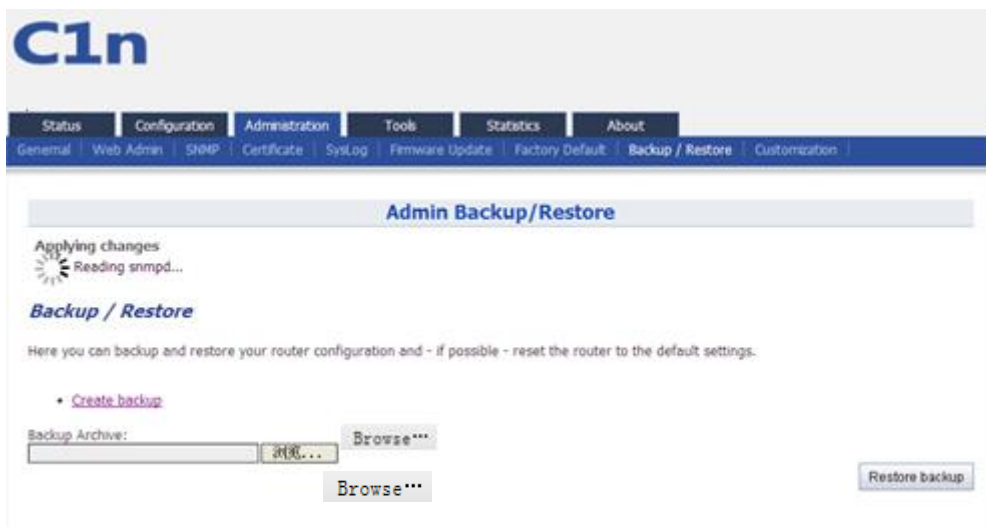 C1n
Status Configuration Administration Tools Statistics About
Genemal Web Admin SNMP Certificate SysLog Firmware Update Factory Default Backup / Restore Customization
Admin Backup/Restore
Applying changes
Reading snmpd...
Backup / Restore
Here you can backup and restore your router configuration and - if possible - reset the router to the default settings.
• Create backup
Backup Archive:
浏览... Browse…
Restore backup
Browse…